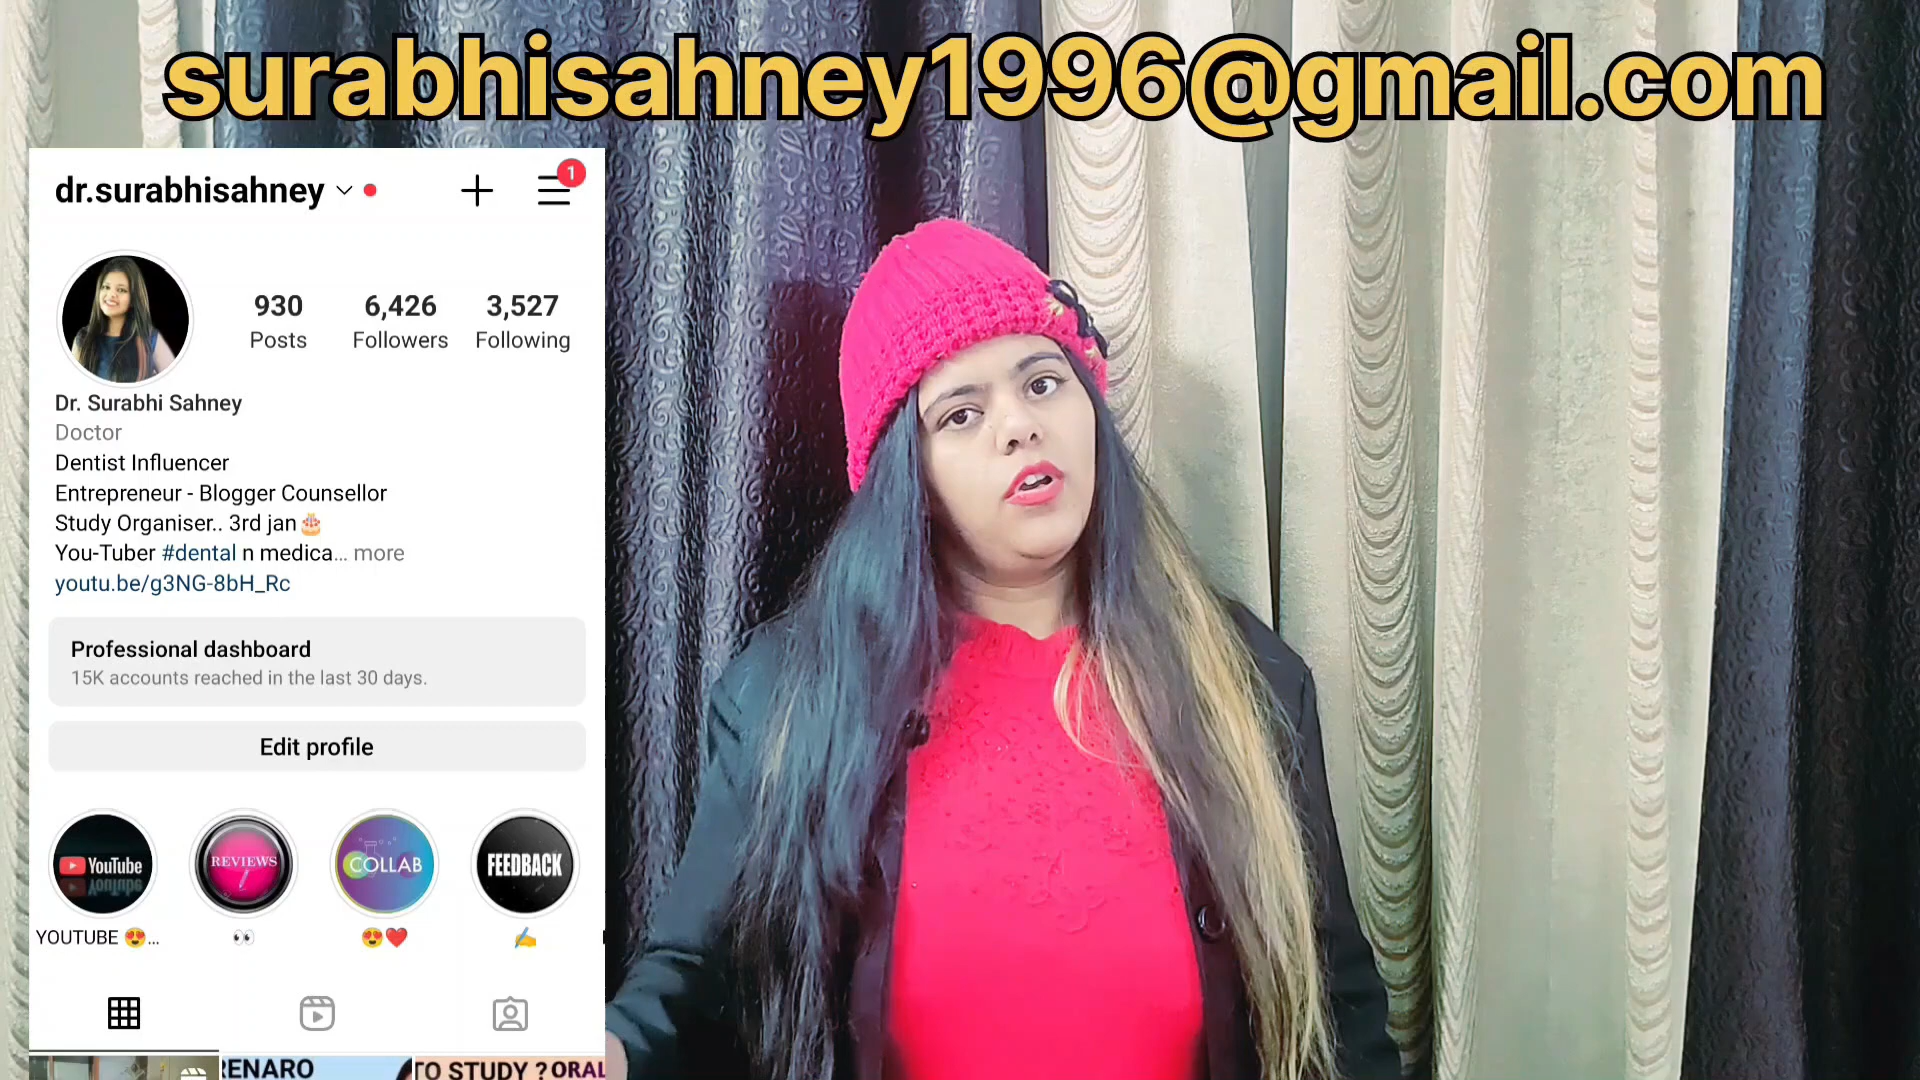 surabhisahney1996@gmail.com
dr.surabhisahney
1
930
6,426
3,527
Posts
Followers
Following
Dr. Surabhi Sahney
Doctor
Dentist Influencer
Entrepreneur - Blogger Counsellor
Study Organiser.. 3rd jan🎂
You-Tuber #dental n medica... more
youtu.be/g3NG-8bH_Rc
Professional dashboard
15K accounts reached in the last 30 days.
Edit profile
YouTube
REVIEWS
COLLAB
FEEDBACK
YOUTUBE 😍...
👀
😍❤️
✍️
RENARO
TO STUDY ? ORAL